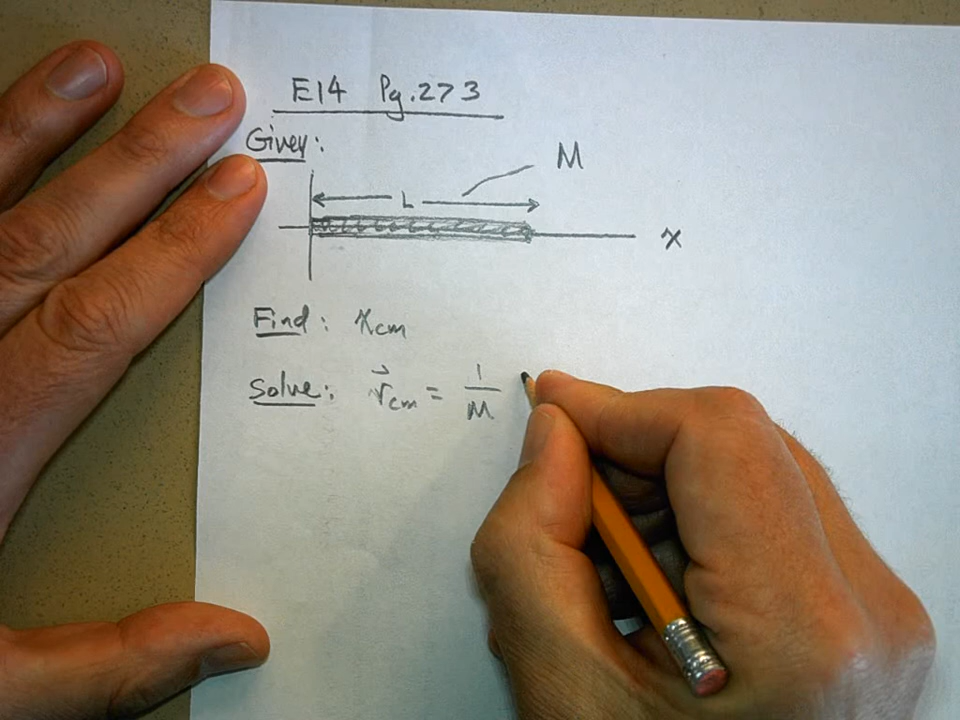 E14 Pg.273
Given:
M
L
x
Find: xcm
Solve: r⃗cm = 1/M